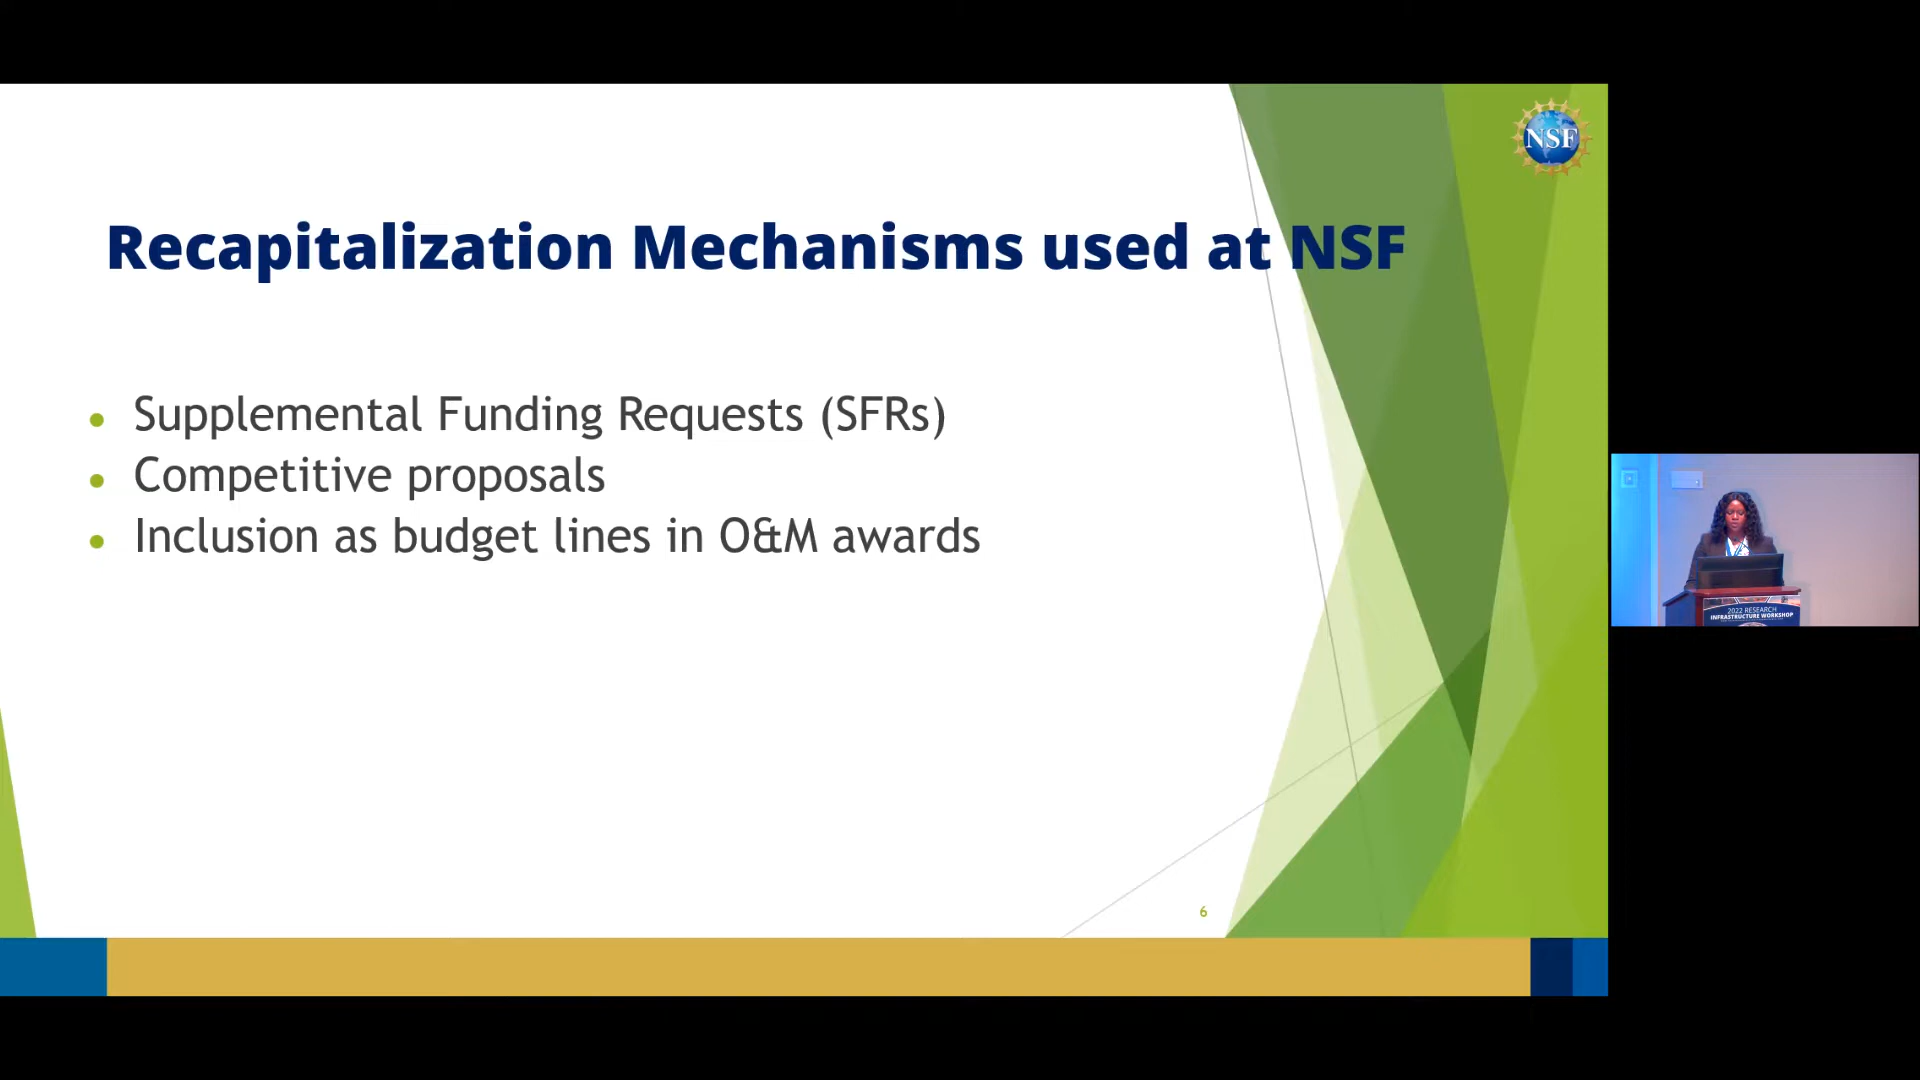 NSF
Recapitalization Mechanisms used at NSF
• Supplemental Funding Requests (SFRs)
• Competitive proposals
• Inclusion as budget lines in O&M awards
6
2022 RESEARCH
INFRASTRUCTURE WORKSHOP